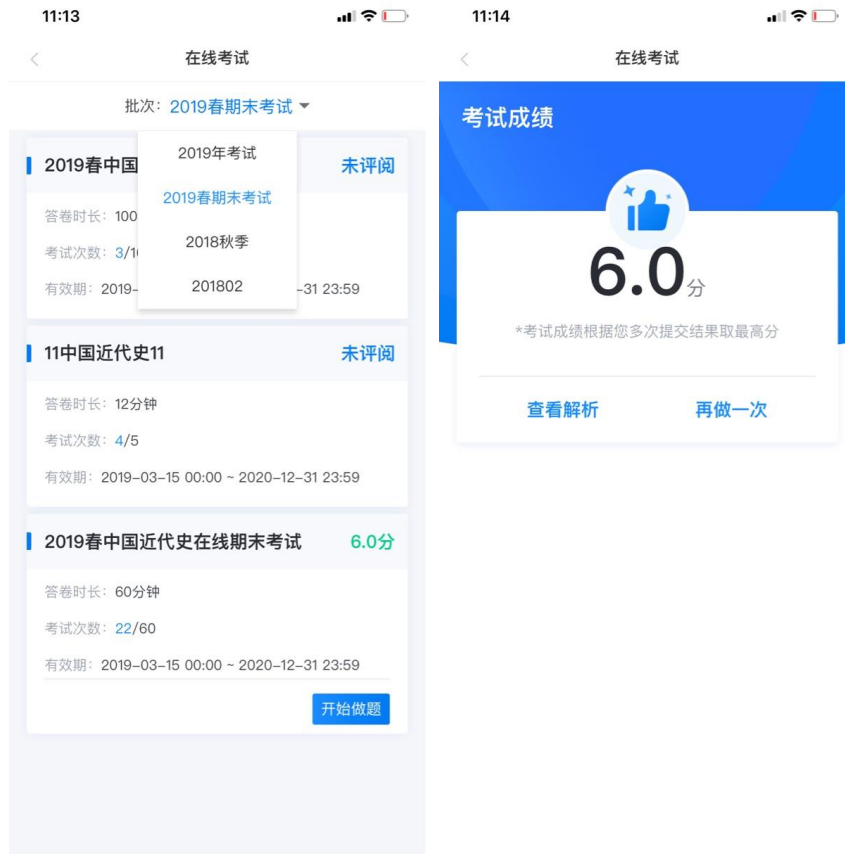 11:13
在线考试
批次：2019春期末考试
2019年考试
2019春期末考试
2018秋季
201802
2019春中国
未评阅
答卷时长：100
考试次数：3/1
有效期：2019-
-31 23:59
11中国近代史11
未评阅
答卷时长：12分钟
考试次数：4/5
有效期：2019-03-15 00:00 ~ 2020-12-31 23:59
2019春中国近代史在线期末考试
6.0分
答卷时长：60分钟
考试次数：22/60
有效期：2019-03-15 00:00 ~ 2020-12-31 23:59
开始做题
11:14
在线考试
考试成绩
6.0分
*考试成绩根据您多次提交结果取最高分
查看解析
再做一次